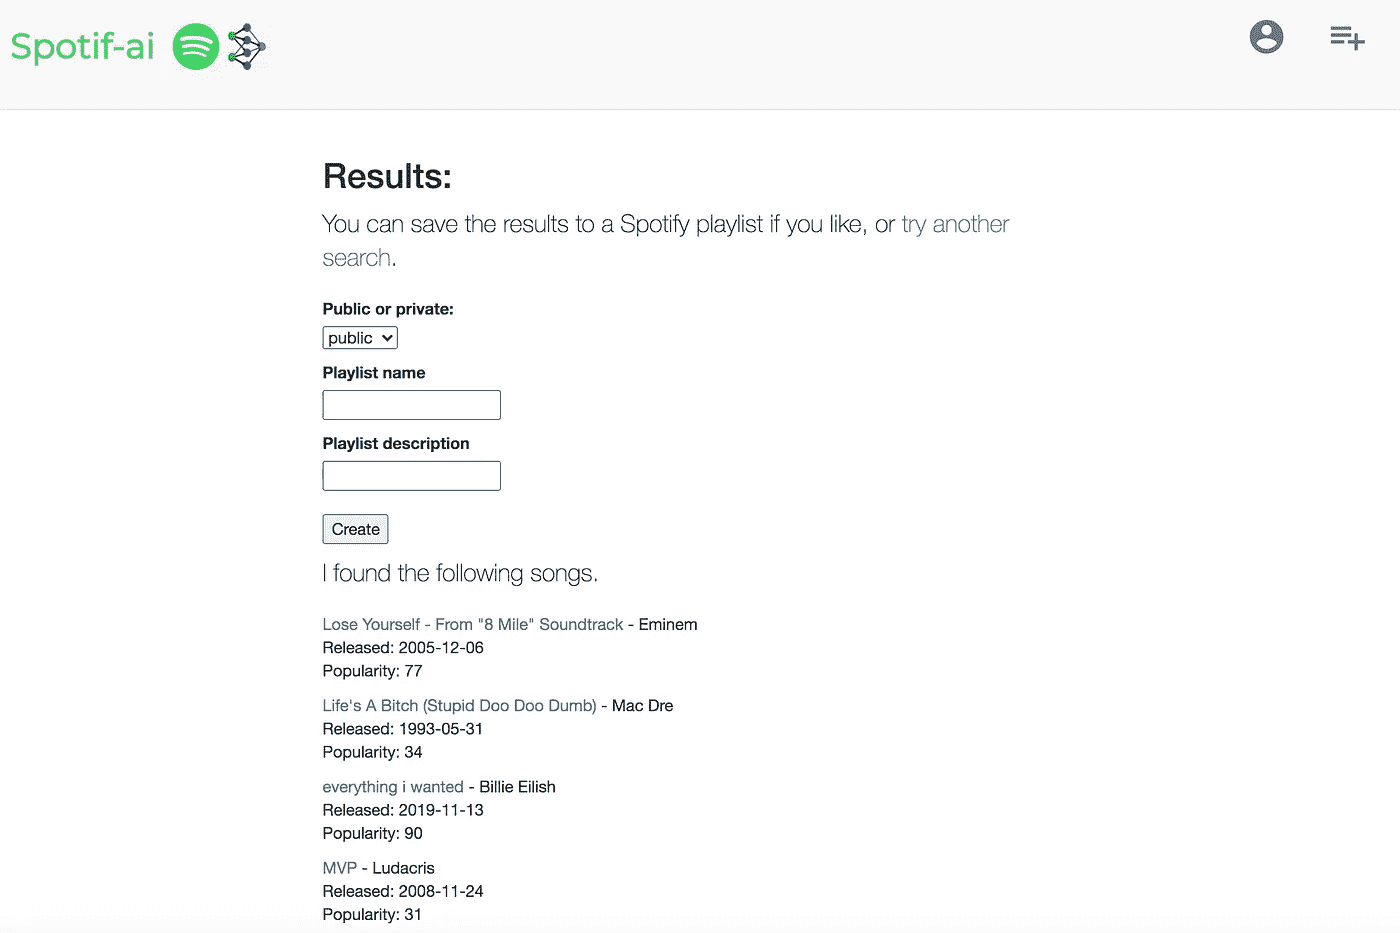 Spotif-ai
Results:
You can save the results to a Spotify playlist if you like, or try another
search.
Public or private:
public
Playlist name
Playlist description
Create
I found the following songs.
Lose Yourself - From "8 Mile" Soundtrack - Eminem
Released: 2005-12-06
Popularity: 77
Life's A Bitch (Stupid Doo Doo Dumb) - Mac Dre
Released: 1993-05-31
Popularity: 34
everything i wanted - Billie Eilish
Released: 2019-11-13
Popularity: 90
MVP - Ludacris
Released: 2008-11-24
Popularity: 31